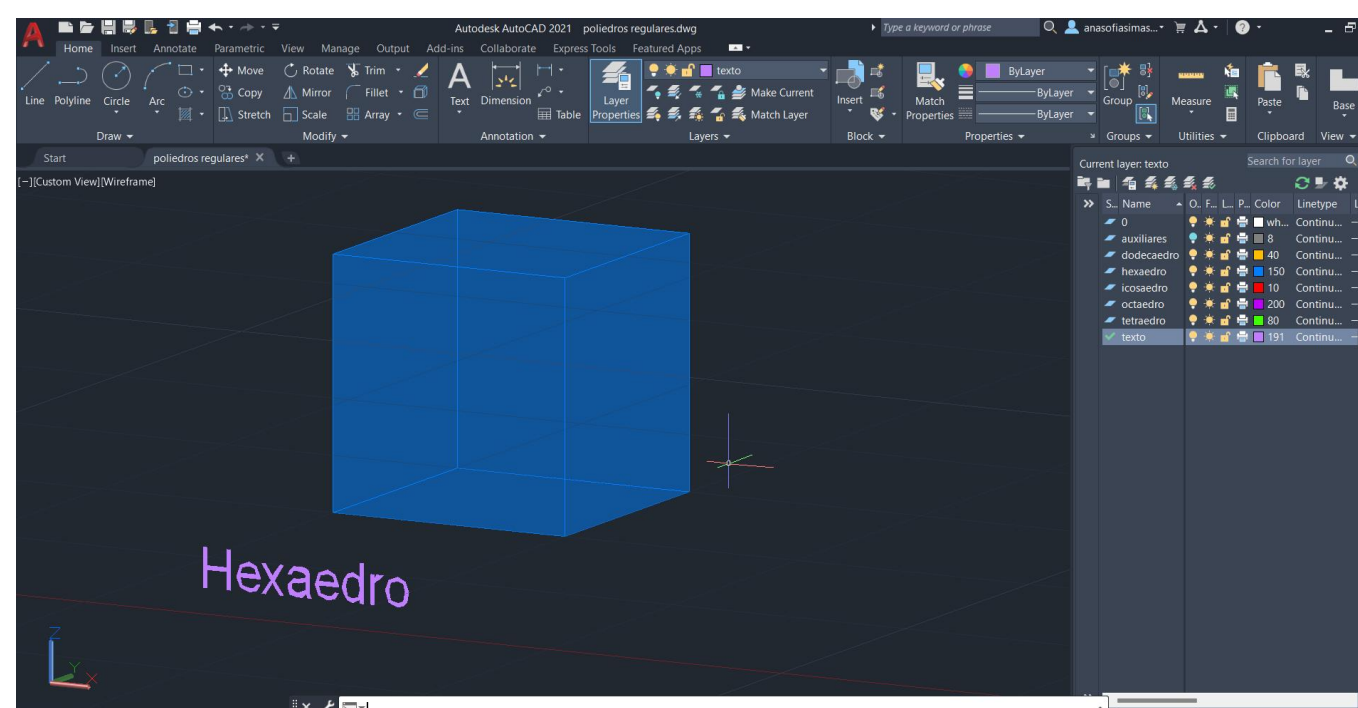 Autodesk AutoCAD 2021 poliedros regulares.dwg
Type a keyword or phrase
anasofiasimas...
Home Insert Annotate Parametric View Manage Output Add-ins Collaborate Express Tools Featured Apps
Move Rotate Trim texto ByLayer
Copy Mirror Fillet Make Current ByLayer
Line Polyline Circle Arc Text Dimension Layer Properties Insert Match Properties Group Measure Paste Base
Stretch Scale Array Table Match Layer ByLayer
Draw Modify Annotation Layers Block Properties Groups Utilities Clipboard View
Start poliedros regulares* X +
[−][Custom View][Wireframe]
Current layer: texto
Search for layer
S.. Name O.. F... L... P... Color Linetype L
0 wh... Continu...
auxiliares 8 Continu...
dodecaedro 40 Continu...
hexaedro 150 Continu...
icosaedro 10 Continu...
octaedro 200 Continu...
tetraedro 80 Continu...
texto 191 Continu...
Hexaedro
Z
Y
X